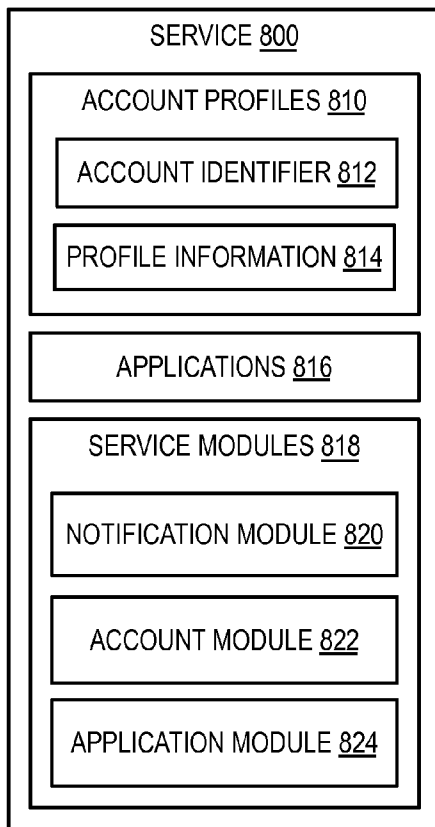 SERVICE 800
ACCOUNT PROFILES 810
ACCOUNT IDENTIFIER 812
PROFILE INFORMATION 814
APPLICATIONS 816
SERVICE MODULES 818
NOTIFICATION MODULE 820
ACCOUNT MODULE 822
APPLICATION MODULE 824